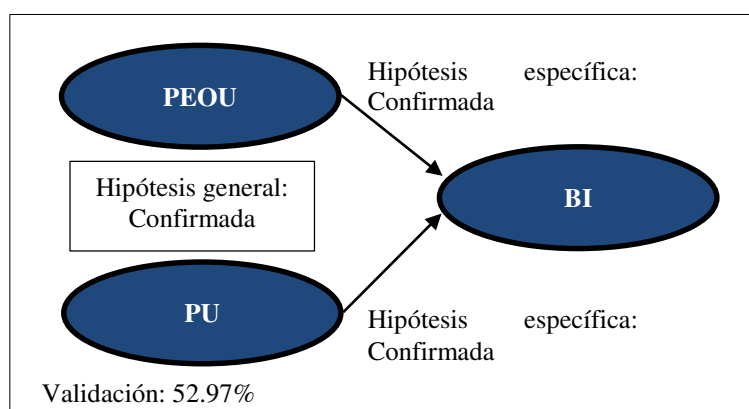 PEOU
Hipótesis específica:
Confirmada
Hipótesis general:
Confirmada
BI
PU
Hipótesis específica:
Confirmada
Validación: 52.97%